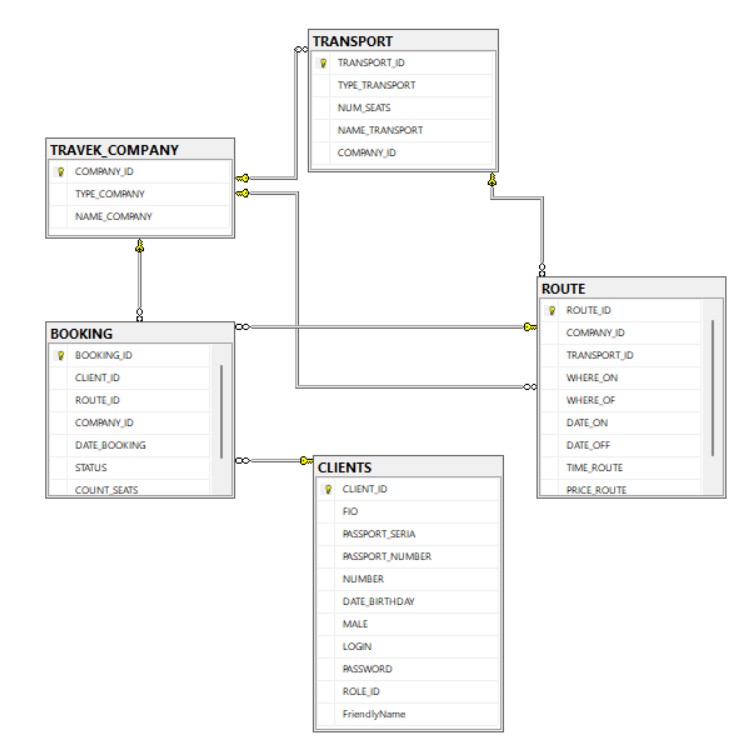 TRANSPORT
TRANSPORT_ID
TYPE_TRANSPORT
NUM_SEATS
NAME_TRANSPORT
COMPANY_ID
TRAVEK_COMPANY
COMPANY_ID
TYPE_COMPANY
NAME_COMPANY
ROUTE
ROUTE_ID
COMPANY_ID
TRANSPORT_ID
WHERE_ON
WHERE_OF
DATE_ON
DATE_OFF
TIME_ROUTE
PRICE_ROUTE
BOOKING
BOOKING_ID
CLIENT_ID
ROUTE_ID
COMPANY_ID
DATE_BOOKING
STATUS
COUNT_SEATS
CLIENTS
CLIENT_ID
FIO
PASSPORT_SERIA
PASSPORT_NUMBER
NUMBER
DATE_BIRTHDAY
MALE
LOGIN
PASSWORD
ROLE_ID
FriendlyName